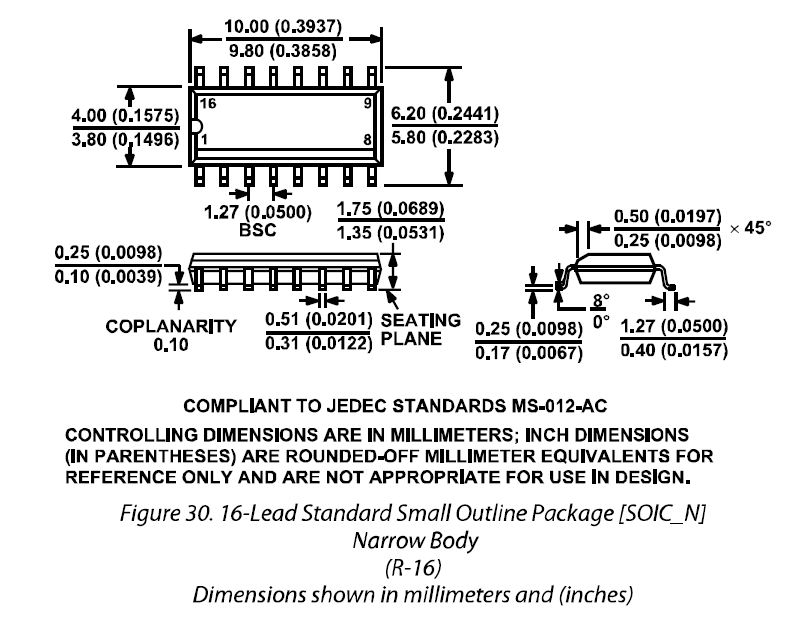 10.00 (0.3937)
9.80 (0.3858)
16
9
1
8
4.00 (0.1575)
3.80 (0.1496)
6.20 (0.2441)
5.80 (0.2283)
1.27 (0.0500)
BSC
1.75 (0.0689)
1.35 (0.0531)
0.50 (0.0197)
0.25 (0.0098)
× 45°
0.25 (0.0098)
0.10 (0.0039)
COPLANARITY
0.10
0.51 (0.0201)
0.31 (0.0122)
SEATING
PLANE
8°
0°
0.25 (0.0098)
0.17 (0.0067)
1.27 (0.0500)
0.40 (0.0157)
COMPLIANT TO JEDEC STANDARDS MS-012-AC
CONTROLLING DIMENSIONS ARE IN MILLIMETERS; INCH DIMENSIONS
(IN PARENTHESES) ARE ROUNDED-OFF MILLIMETER EQUIVALENTS FOR
REFERENCE ONLY AND ARE NOT APPROPRIATE FOR USE IN DESIGN.
Figure 30. 16-Lead Standard Small Outline Package [SOIC_N]
Narrow Body
(R-16)
Dimensions shown in millimeters and (inches)